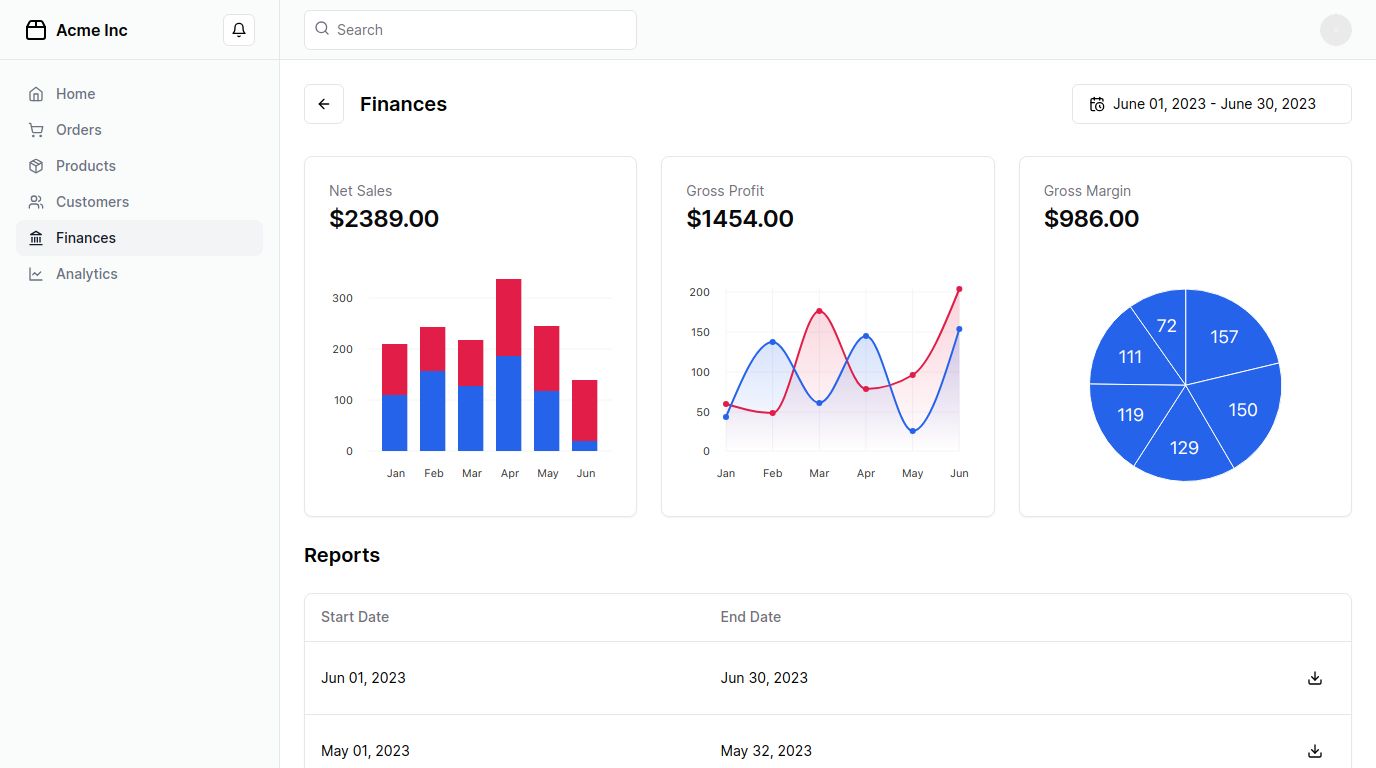 Acme Inc
Search
Home
Orders
Products
Customers
Finances
Analytics
Finances
June 01, 2023 - June 30, 2023
Net Sales
$2389.00
300
200
100
0
Jan Feb Mar Apr May Jun
Gross Profit
$1454.00
200
150
100
50
0
Jan Feb Mar Apr May Jun
Gross Margin
$986.00
72
157
111
150
119
129
Reports
Start Date End Date
Jun 01, 2023 Jun 30, 2023
May 01, 2023 May 32, 2023